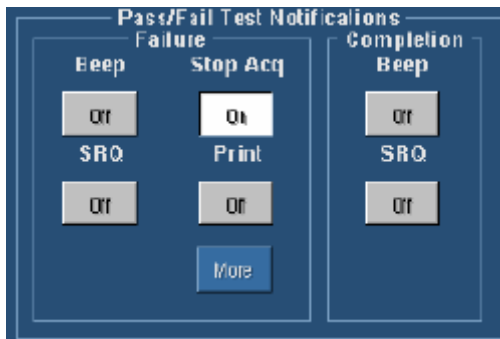 Pass/Fail Test Notifications
Failure
Completion
Beep
Stop Acq
Beep
Off
On
Off
SRQ
Print
SRQ
Off
Off
Off
More